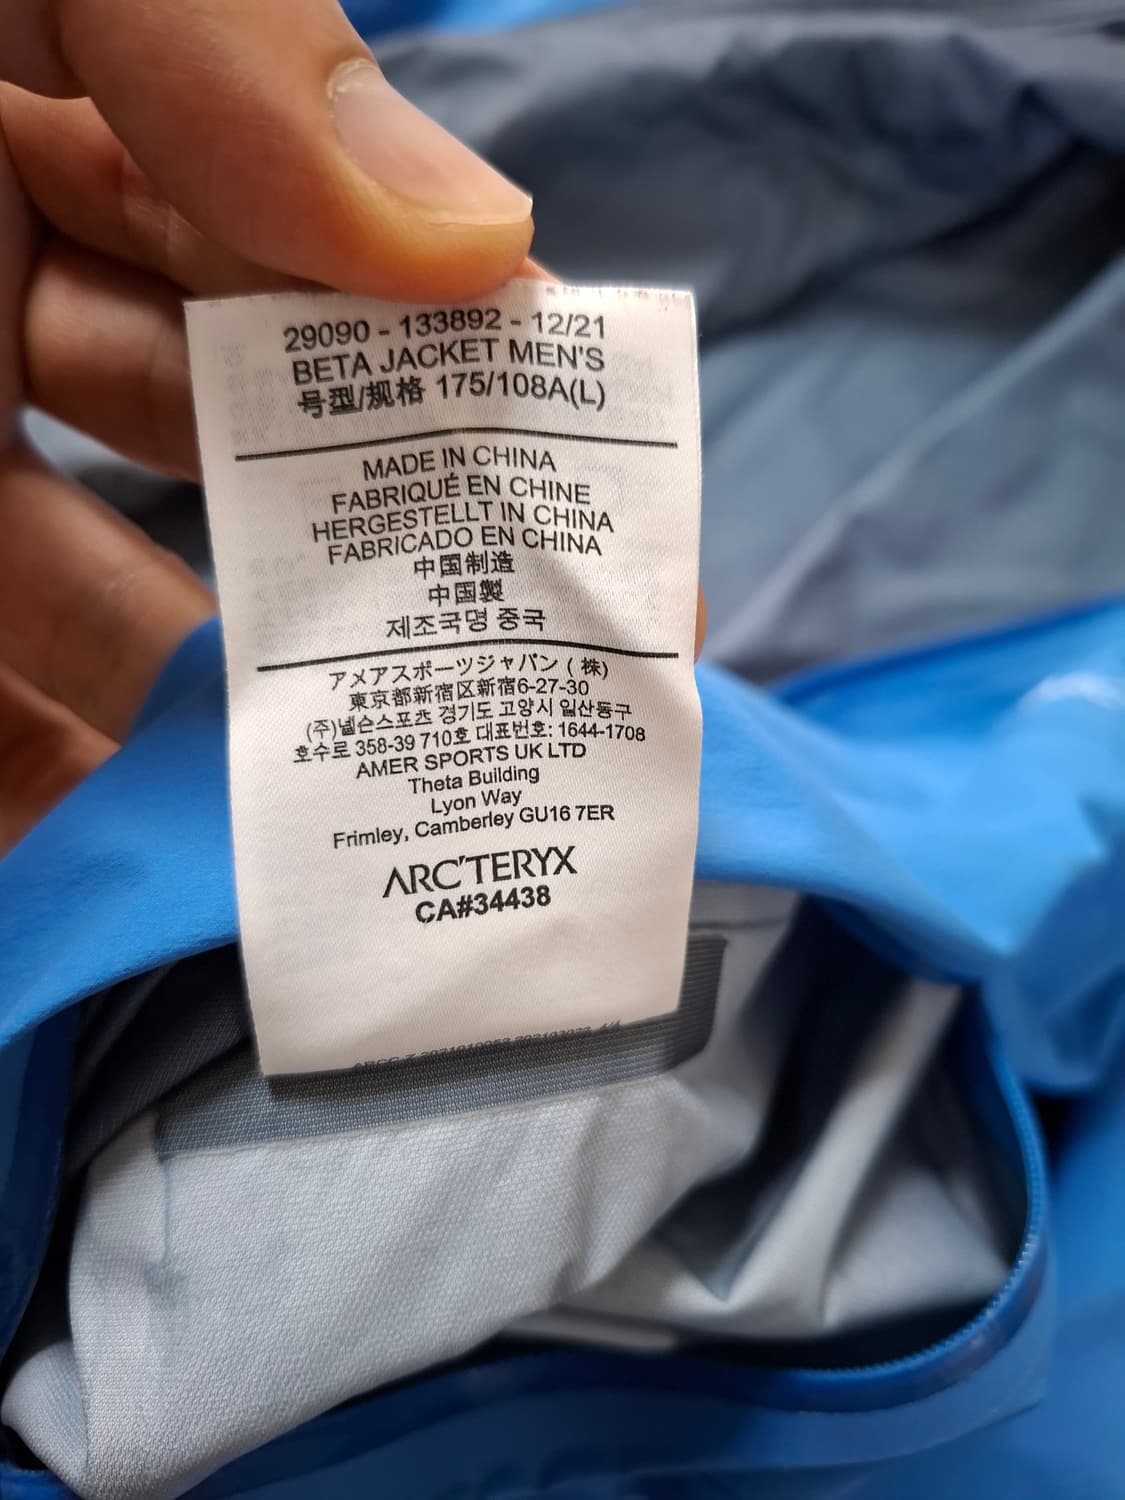 29090 - 133892 - 12/21
BETA JACKET MEN'S
号型/规格 175/108A(L)
MADE IN CHINA
FABRIQUÉ EN CHINE
HERGESTELLT IN CHINA
FABRICADO EN CHINA
中国制造
中国製
제조국명 중국
アメアスポーツジャパン (株)
東京都新宿区新宿6-27-30
(주)넬슨스포츠 경기도 고양시 일산동구
호수로 358-39 710호 대표번호: 1644-1708
AMER SPORTS UK LTD
Theta Building
Lyon Way
Frimley, Camberley GU16 7ER
ARC'TERYX
CA#34438